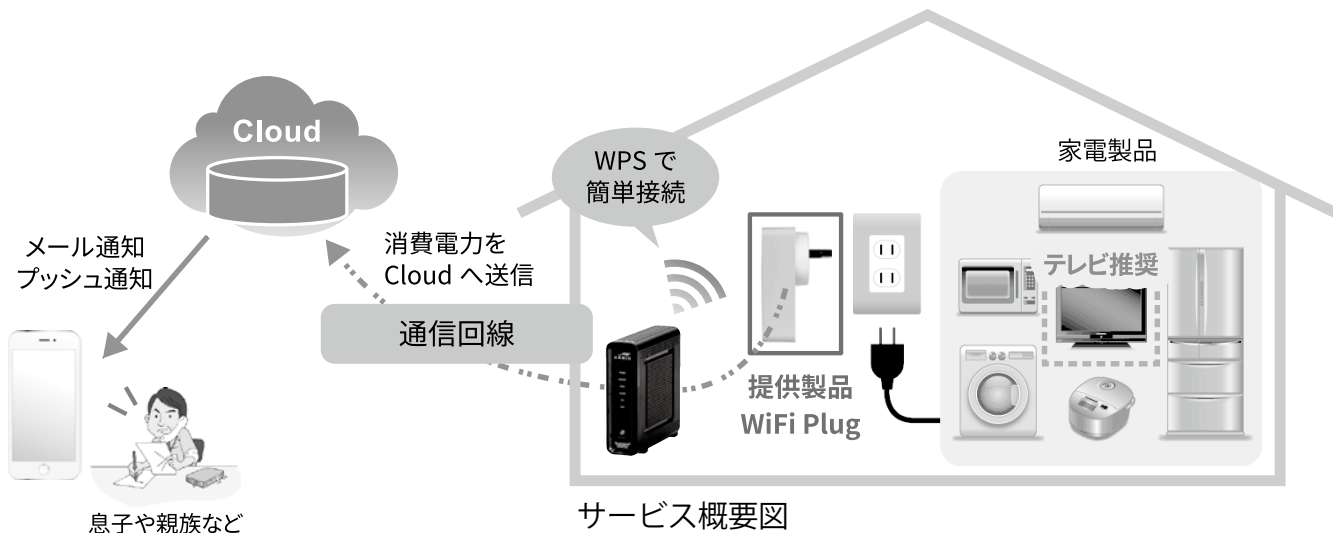 Cloud
WPS で
簡単接続
家電製品
メール通知
プッシュ通知
消費電力を
Cloud へ送信
テレビ推奨
通信回線
提供製品
WiFi Plug
息子や親族など
サービス概要図